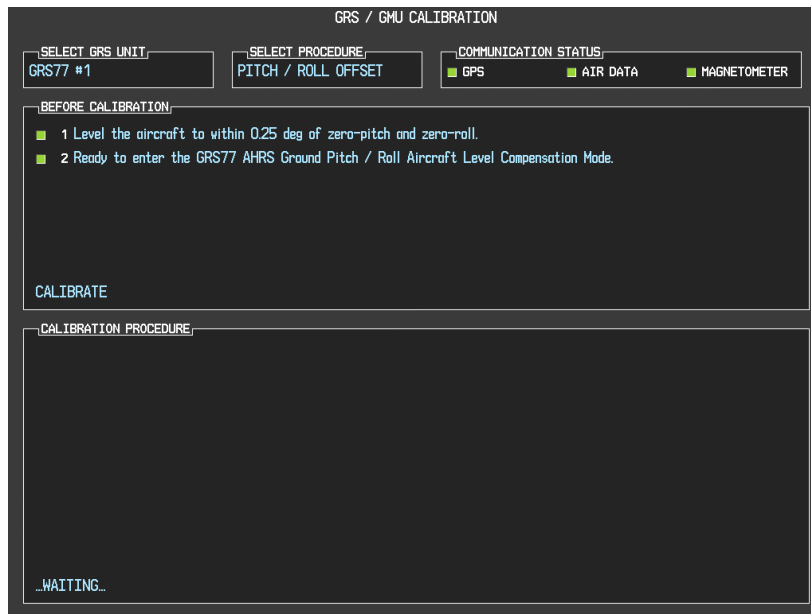 GRS / GMU CALIBRATION
SELECT GRS UNIT
GRS77 #1
SELECT PROCEDURE
PITCH / ROLL OFFSET
COMMUNICATION STATUS
GPS AIR DATA MAGNETOMETER
BEFORE CALIBRATION
1 Level the aircraft to within 0.25 deg of zero-pitch and zero-roll.
2 Ready to enter the GRS77 AHRS Ground Pitch / Roll Aircraft Level Compensation Mode.
CALIBRATE
CALIBRATION PROCEDURE
…WAITING…